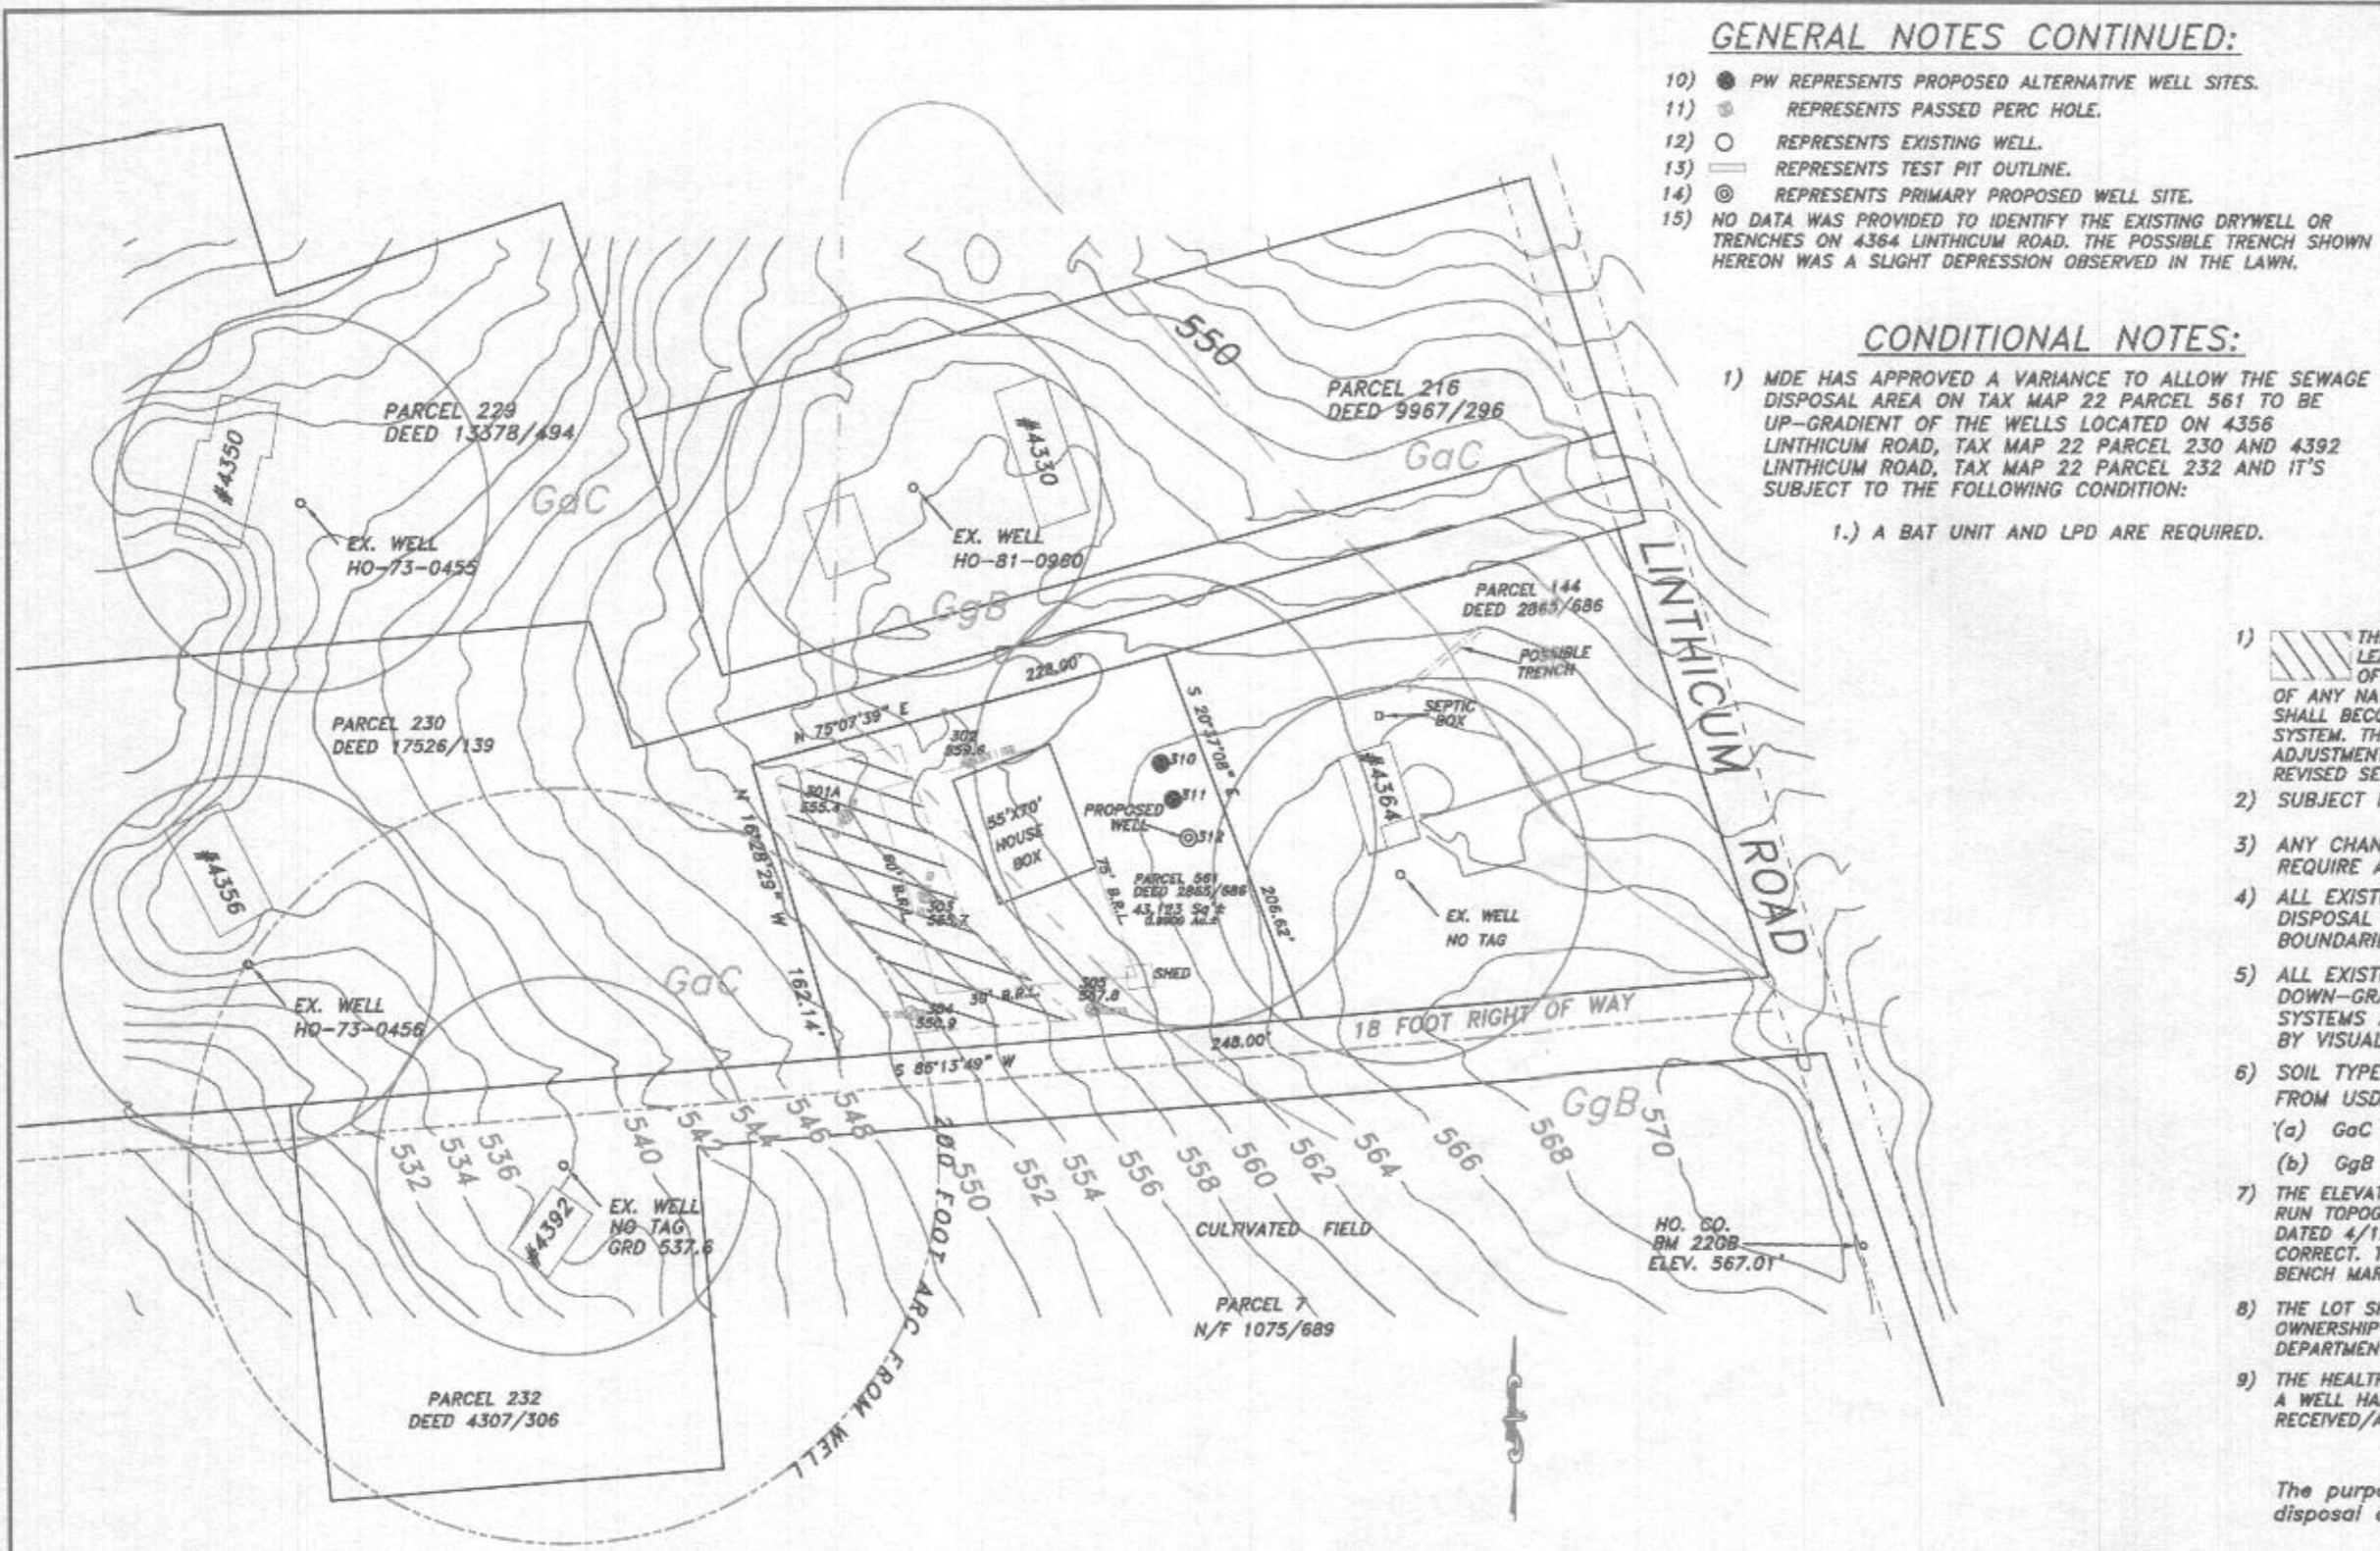 GENERAL NOTES CONTINUED:
10) PW REPRESENTS PROPOSED ALTERNATIVE WELL SITES.
11) REPRESENTS PASSED PERC HOLE.
12) REPRESENTS EXISTING WELL.
13) REPRESENTS TEST PIT OUTLINE.
14) REPRESENTS PRIMARY PROPOSED WELL SITE.
15) NO DATA WAS PROVIDED TO IDENTIFY THE EXISTING DRYWELL OR
TRENCHES ON 4364 LINTHICUM ROAD. THE POSSIBLE TRENCH SHOWN
HEREON WAS A SLIGHT DEPRESSION OBSERVED IN THE LAWN.
CONDITIONAL NOTES:
1) MDE HAS APPROVED A VARIANCE TO ALLOW THE SEWAGE
DISPOSAL AREA ON TAX MAP 22 PARCEL 561 TO BE
UP-GRADIENT OF THE WELLS LOCATED ON 4356
LINTHICUM ROAD, TAX MAP 22 PARCEL 230 AND 4392
LINTHICUM ROAD, TAX MAP 22 PARCEL 232 AND IT'S
SUBJECT TO THE FOLLOWING CONDITION:
1.) A BAT UNIT AND LPD ARE REQUIRED.
550
PARCEL 216
DEED 9967/296
GaC
PARCEL 229
DEED 13378/494
#4350
GaC
EX. WELL
HO-73-0455
#4330
EX. WELL
HO-81-0960
GgB
PARCEL 144
DEED 2865/686
POSSIBLE
TRENCH
LINTHICUM
ROAD
228.00'
N 75°07'39" E
S 20°37'08" E
206.62'
SEPTIC
BOX
#4364
EX. WELL
NO TAG
PARCEL 230
DEED 17526/139
#4356
EX. WELL
HO-73-0456
GaC
N 16°28'29" W
162.14'
302
559.6
301A
555.4
310
311
312
PROPOSED
WELL
55'X70'
HOUSE
BOX
60' B.R.L.
75' B.R.L.
PARCEL 561
DEED 2865/686
43,123 Sq.
303
SHED
305
557.8
30' B.R.L.
304
550.9
S 85°13'49" W
248.00'
18 FOOT RIGHT OF WAY
GgB
532
534
536
540
542
544
546
548
550
552
554
556
558
560
562
564
566
568
570
200 FOOT ARC FROM WELL
#4392
EX. WELL
NO TAG
GRD 537.6
CULTIVATED FIELD
HO. CO.
BM 22GB
ELEV. 567.01'
PARCEL 7
N/F 1075/689
PARCEL 232
DEED 4307/306
1) TH
LE
OF
OF ANY NA
SHALL BEC
SYSTEM. TH
ADJUSTMEN
REVISED SE
2) SUBJECT
3) ANY CHAN
REQUIRE A
4) ALL EXIST
DISPOSAL
BOUNDARI
5) ALL EXIST
DOWN-GR
SYSTEMS
BY VISUAL
6) SOIL TYPE
FROM USD
(a) GaC
(b) GgB
7) THE ELEVAT
RUN TOPOG
DATED 4/1
CORRECT. T
BENCH MAR
8) THE LOT S
OWNERSHIP
DEPARTMEN
9) THE HEALTH
A WELL HA
RECEIVED/A
The purp
disposal